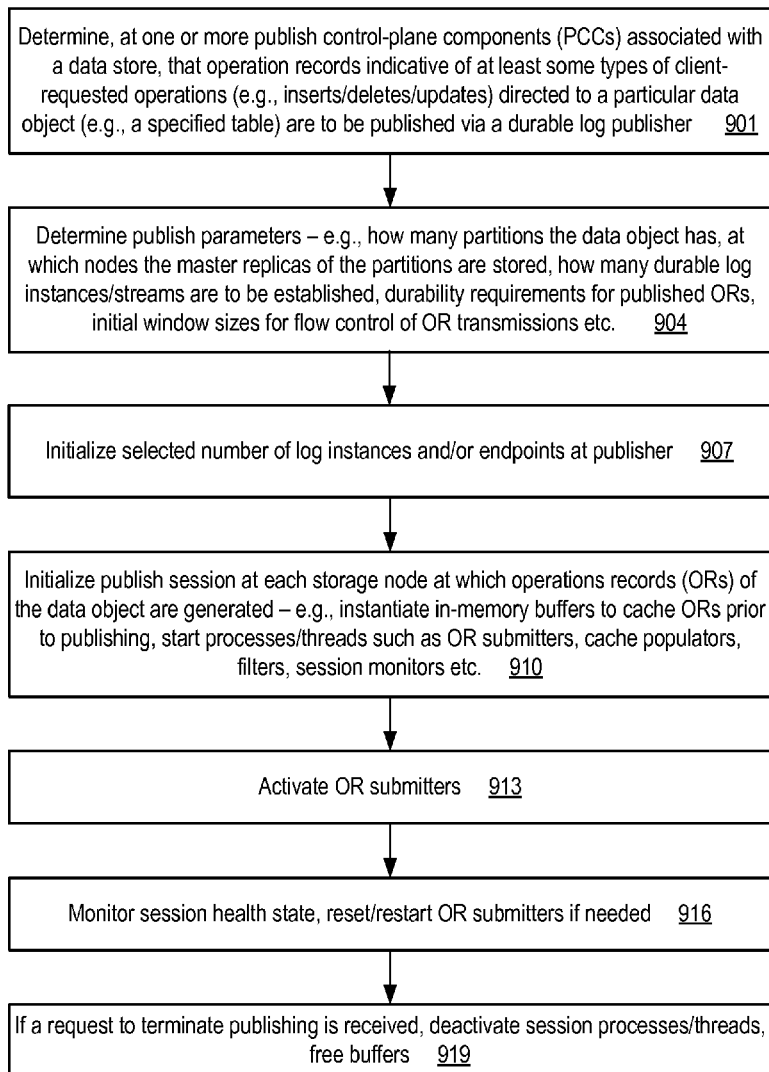 Determine, at one or more publish control-plane components (PCCs) associated with
a data store, that operation records indicative of at least some types of client-
requested operations (e.g., inserts/deletes/updates) directed to a particular data
object (e.g., a specified table) are to be published via a durable log publisher 901
Determine publish parameters – e.g., how many partitions the data object has, at
which nodes the master replicas of the partitions are stored, how many durable log
instances/streams are to be established, durability requirements for published ORs,
initial window sizes for flow control of OR transmissions etc. 904
Initialize selected number of log instances and/or endpoints at publisher 907
Initialize publish session at each storage node at which operations records (ORs) of
the data object are generated – e.g., instantiate in-memory buffers to cache ORs prior
to publishing, start processes/threads such as OR submitters, cache populators,
filters, session monitors etc. 910
Activate OR submitters 913
Monitor session health state, reset/restart OR submitters if needed 916
If a request to terminate publishing is received, deactivate session processes/threads,
free buffers 919